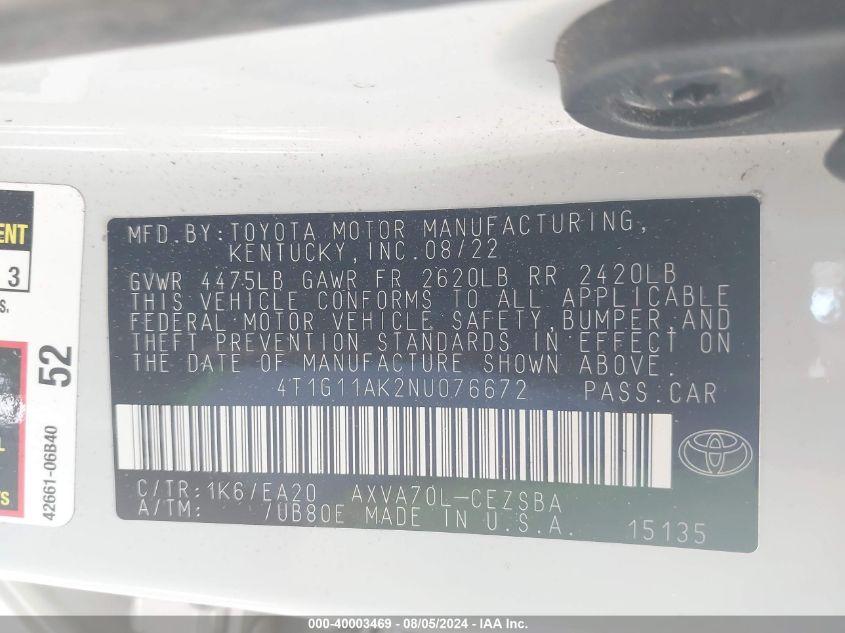 MFD.BY:TOYOTA MOTOR MANUFACTURING,
KENTUCKY,INC.08/22
GVWR 4475LB GAWR FR 2620LB RR 2420LB
THIS VEHICLE CONFORMS TO ALL APPLICABLE
FEDERAL MOTOR VEHICLE SAFETY,BUMPER,AND
THEFT PREVENTION STANDARDS IN EFFECT ON
THE DATE OF MANUFACTURE SHOWN ABOVE.
4T1G11AK2NU076672 PASS.CAR
C/TR:1K6/EA20 AXVA70L-CEZSBA
A/TM: 7UB80E MADE IN U.S.A. 15135
3
52
42661-06B40
000-40003469 - 08/05/2024 - IAA Inc.